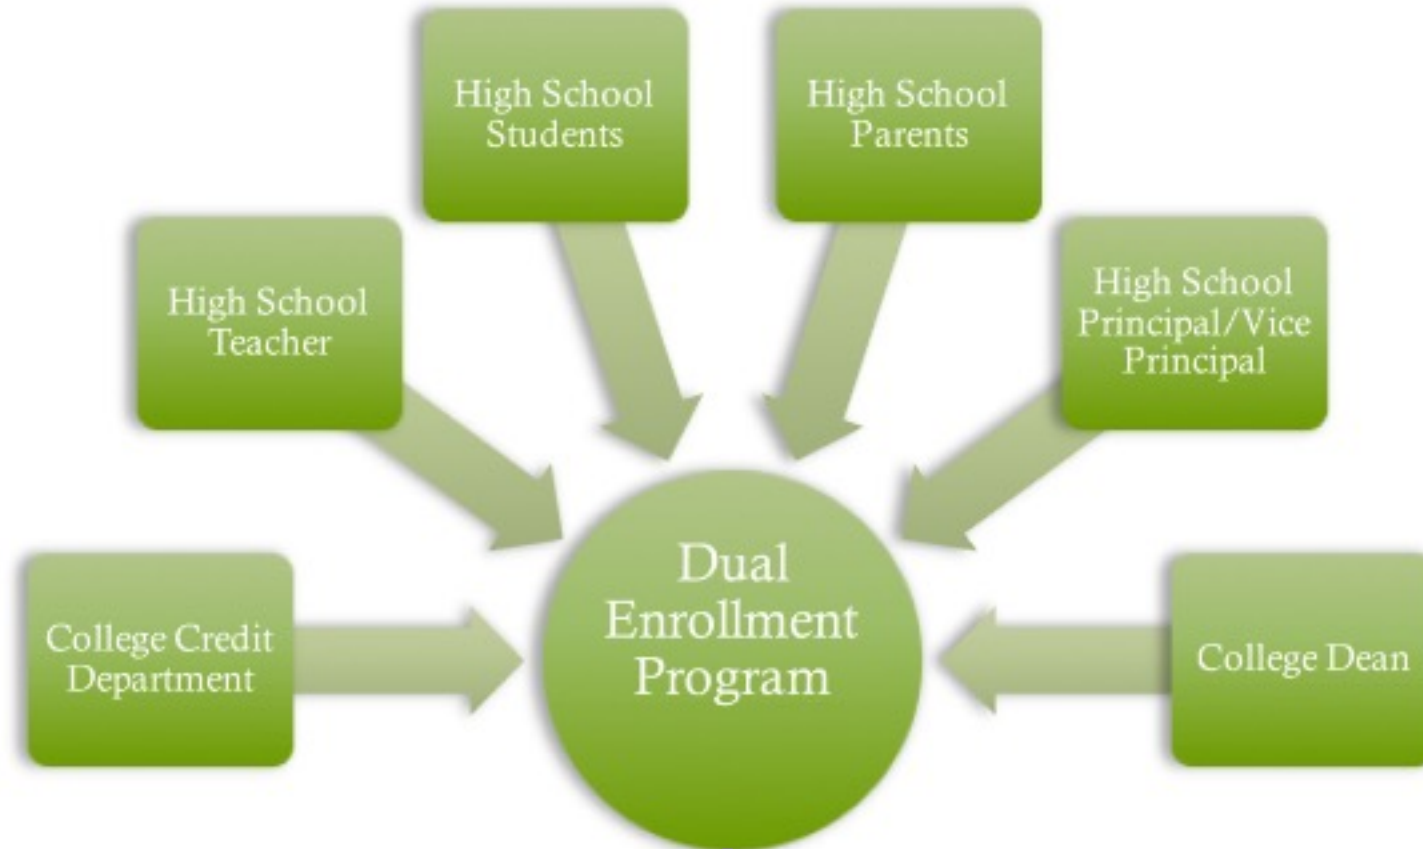 High School
Students
High School
Parents
High School
Teacher
High School
Principal/Vice
Principal
College Credit
Department
Dual
Enrollment
Program
College Dean